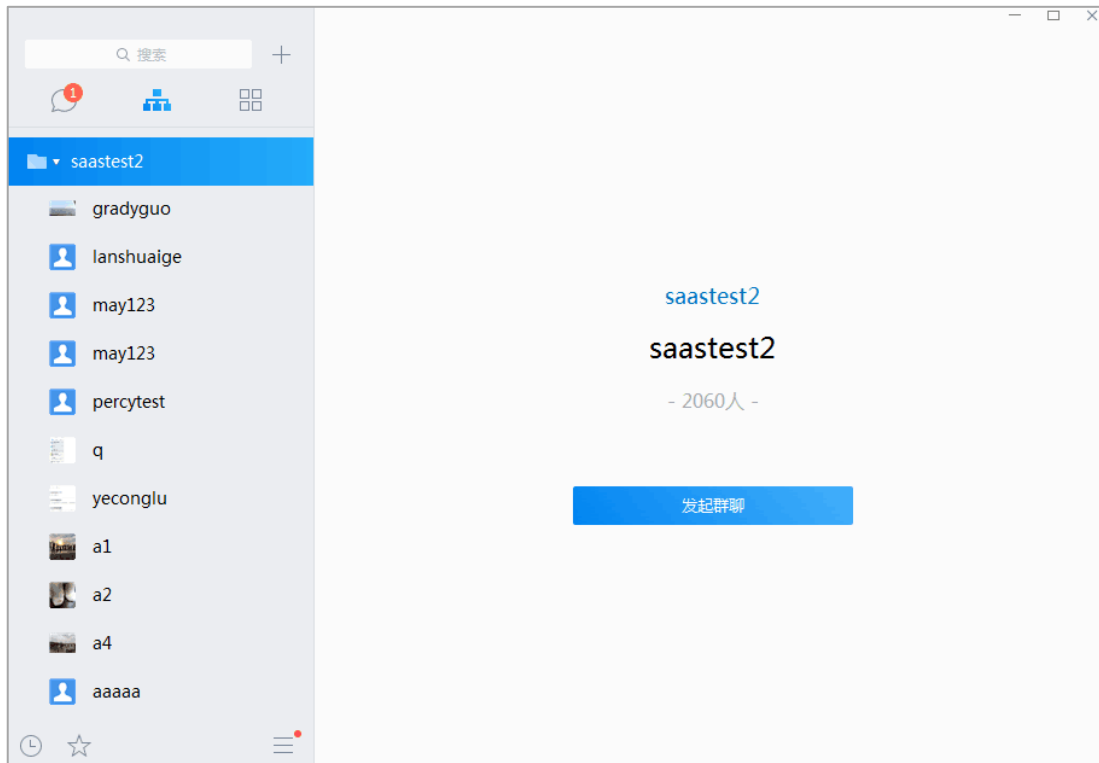 搜索
1
saastest2
gradyguo
lanshuaige
may123
may123
percytest
q
yeconglu
a1
a2
a4
aaaaa
saastest2
saastest2
- 2060人 -
发起群聊